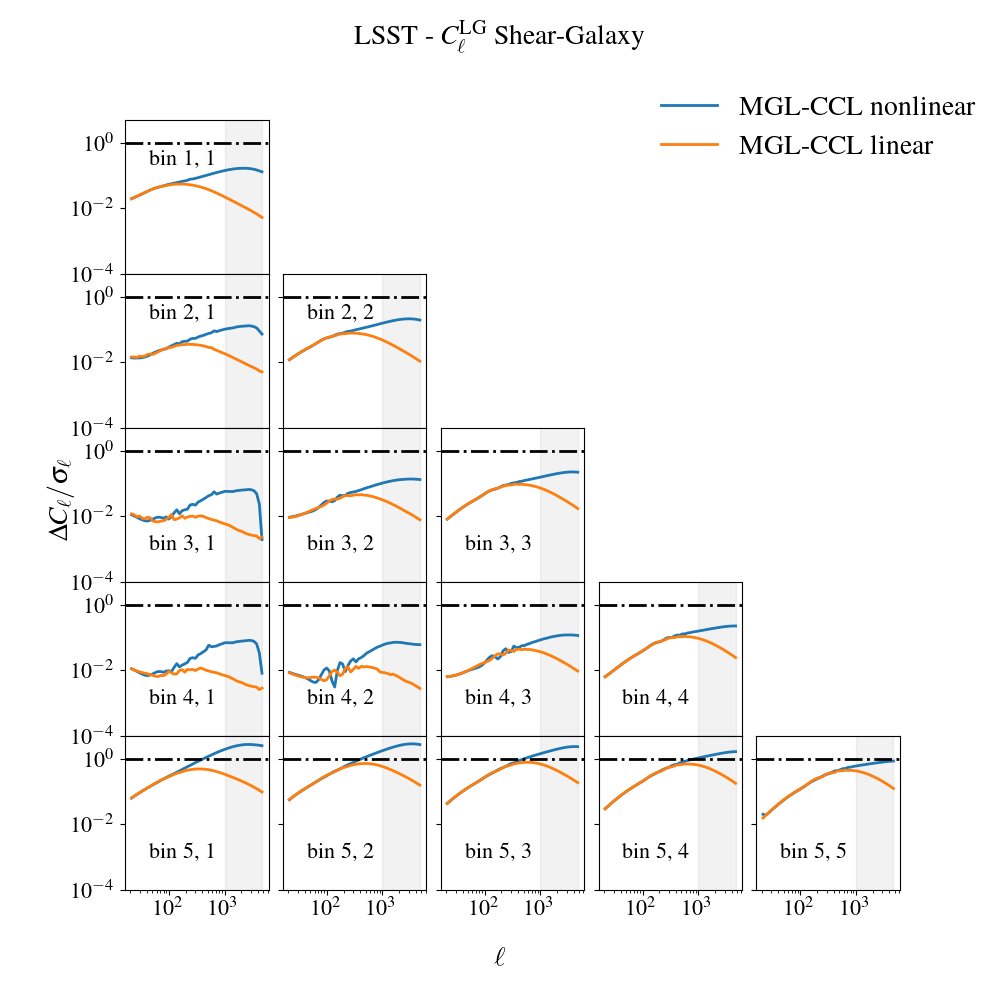 LSST - $C_\ell^{\mathrm{LG}}$ Shear-Galaxy
MGL-CCL nonlinear
MGL-CCL linear
$10^0$
bin 1, 1
$10^{-2}$
$10^{-4}$
$10^0$
bin 2, 1
bin 2, 2
$10^{-2}$
$10^{-4}$
$10^0$
$\Delta C_\ell / \sigma_\ell$
$10^{-2}$
bin 3, 1
bin 3, 2
bin 3, 3
$10^{-4}$
$10^0$
$10^{-2}$
bin 4, 1
bin 4, 2
bin 4, 3
bin 4, 4
$10^{-4}$
$10^0$
$10^{-2}$
bin 5, 1
bin 5, 2
bin 5, 3
bin 5, 4
bin 5, 5
$10^{-4}$
$10^2$ $10^3$ $10^2$ $10^3$ $10^2$ $10^3$ $10^2$ $10^3$ $10^2$ $10^3$
$\ell$